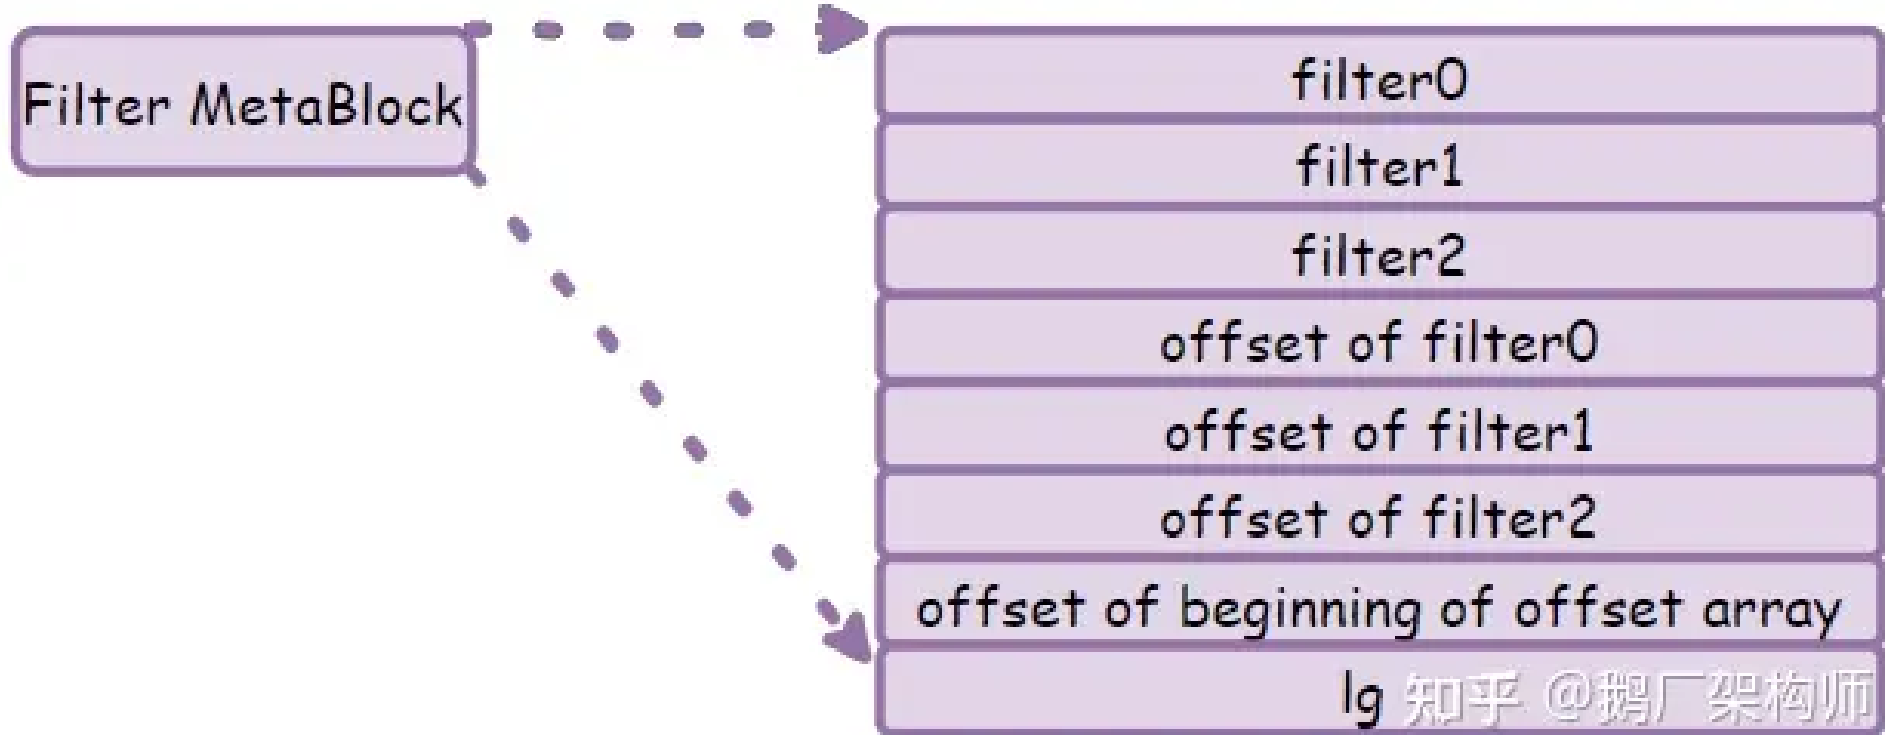 Filter MetaBlock
filter0
filter1
filter2
offset of filter0
offset of filter1
offset of filter2
offset of beginning of offset array
lg
知乎 @鹅厂架构师